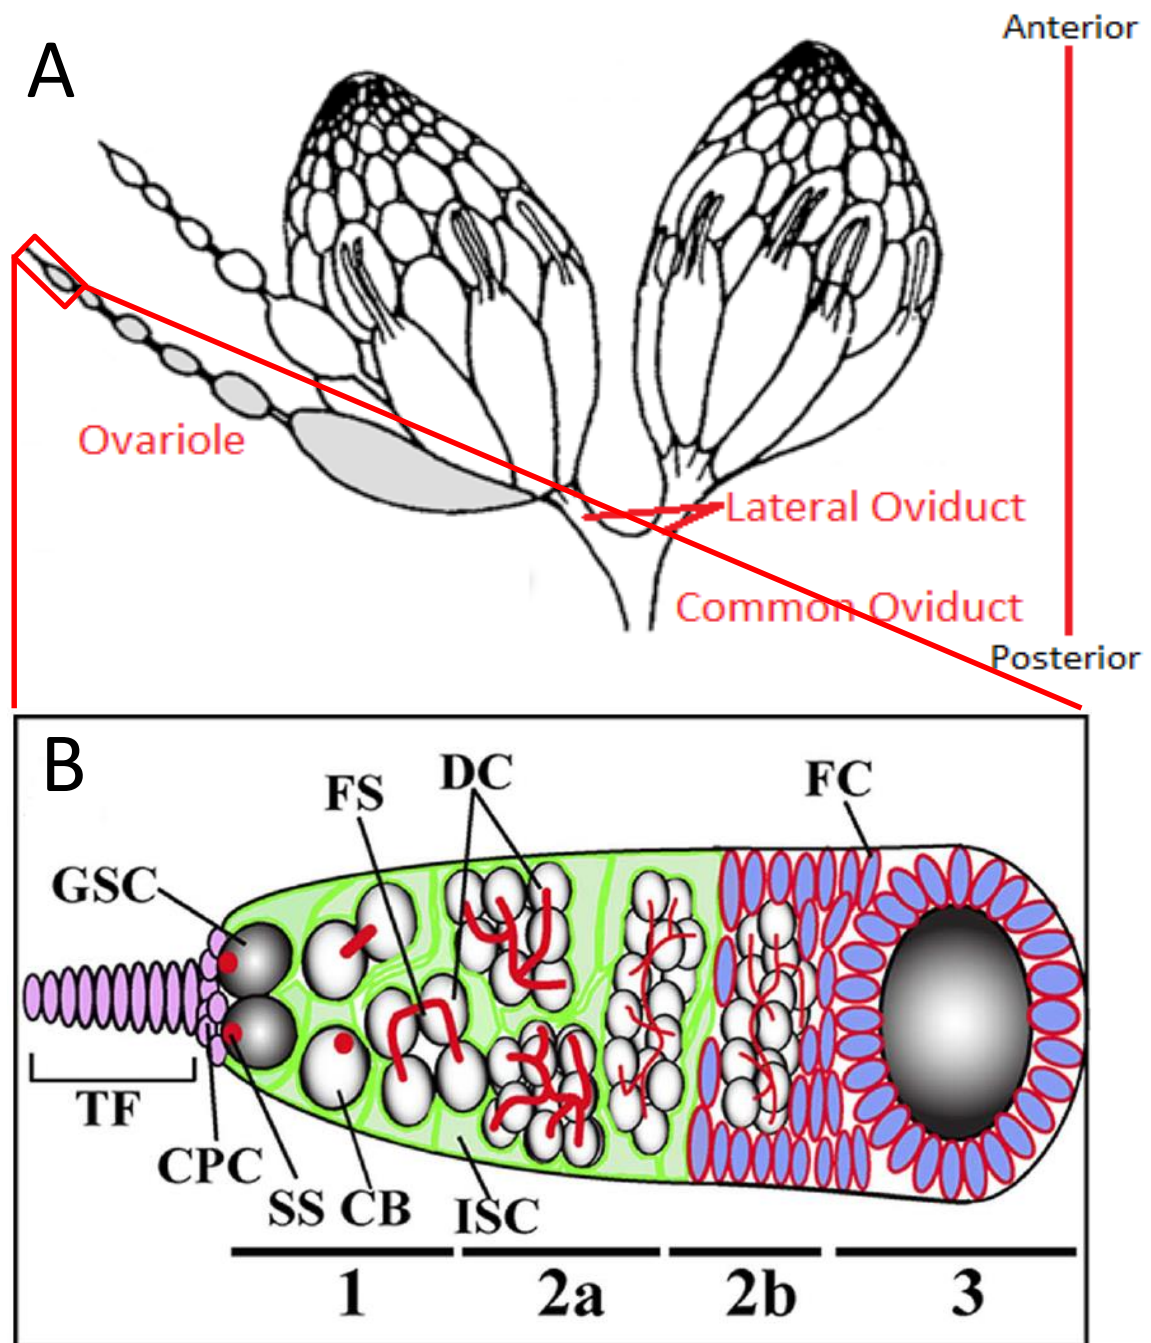 Anterior
A
Ovariole
Lateral Oviduct
Common Oviduct
Posterior
B
DC
FS
FC
GSC
TF
CPC
SS CB
ISC
1 2a 2b 3